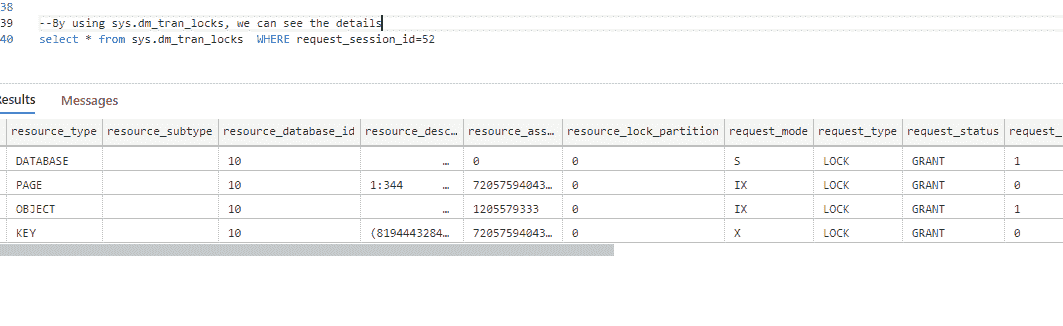 38
39 --By using sys.dm_tran_locks, we can see the details
40 select * from sys.dm_tran_locks  WHERE request_session_id=52
Results Messages
resource_type resource_subtype resource_database_id resource_desc… resource_ass… resource_lock_partition request_mode request_type request_status request_
DATABASE 10 … 0 0 S LOCK GRANT 1
PAGE 10 1:344 … 72057594043… 0 IX LOCK GRANT 0
OBJECT 10 … 1205579333 0 IX LOCK GRANT 1
KEY 10 (8194443284… 72057594043… 0 X LOCK GRANT 0